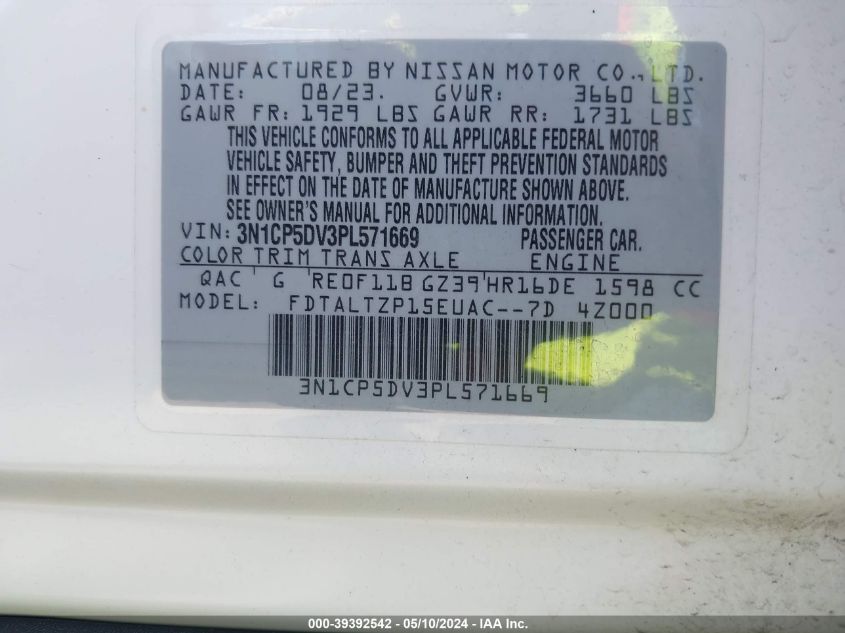 MANUFACTURED BY NISSAN MOTOR CO., LTD.
DATE: 08/23. GVWR: 3660 LBS
GAWR FR: 1929 LBS GAWR RR: 1731 LBS
THIS VEHICLE CONFORMS TO ALL APPLICABLE FEDERAL MOTOR
VEHICLE SAFETY, BUMPER AND THEFT PREVENTION STANDARDS
IN EFFECT ON THE DATE OF MANUFACTURE SHOWN ABOVE.
SEE OWNER'S MANUAL FOR ADDITIONAL INFORMATION.
VIN: 3N1CP5DV3PL571669 PASSENGER CAR.
COLOR TRIM TRANS AXLE ENGINE
QAC G RE0F11B GZ39 HR16DE 1598 CC
MODEL: FDTALTZP15EUAC--7D 4Z000
3N1CP5DV3PL571669
000-39392542 - 05/10/2024 - IAA Inc.